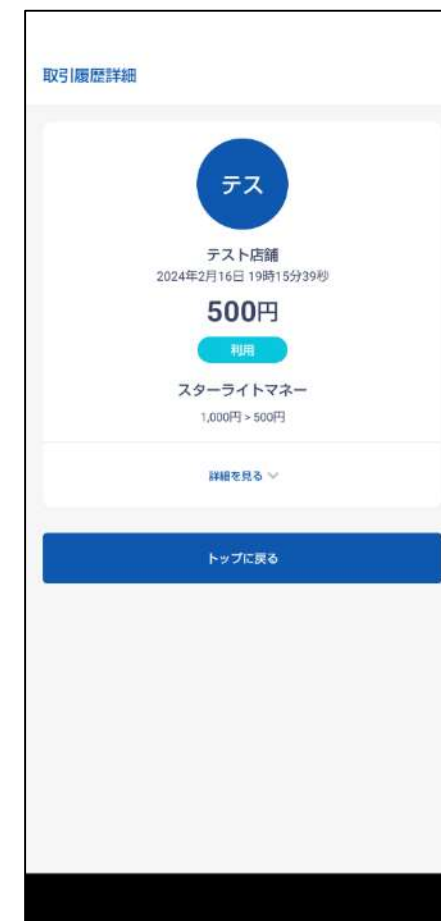 取引履歴詳細
テス
テスト店舗
2024年2月16日 19時15分39秒
500円
利用
スターライトマネー
1,000円 > 500円
詳細を見る
トップに戻る